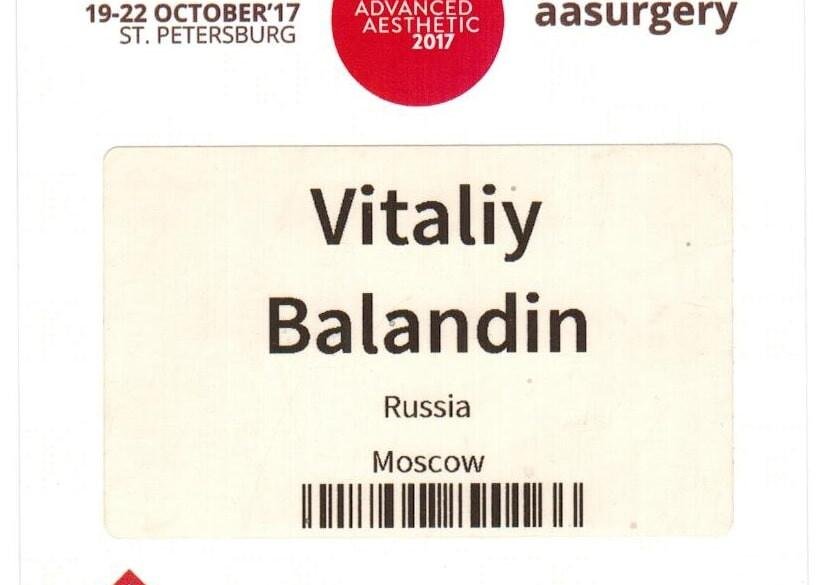 19-22 OCTOBER'17
ST. PETERSBURG
ADVANCED
AESTHETIC
2017
aasurgery
Vitaliy
Balandin
Russia
Moscow